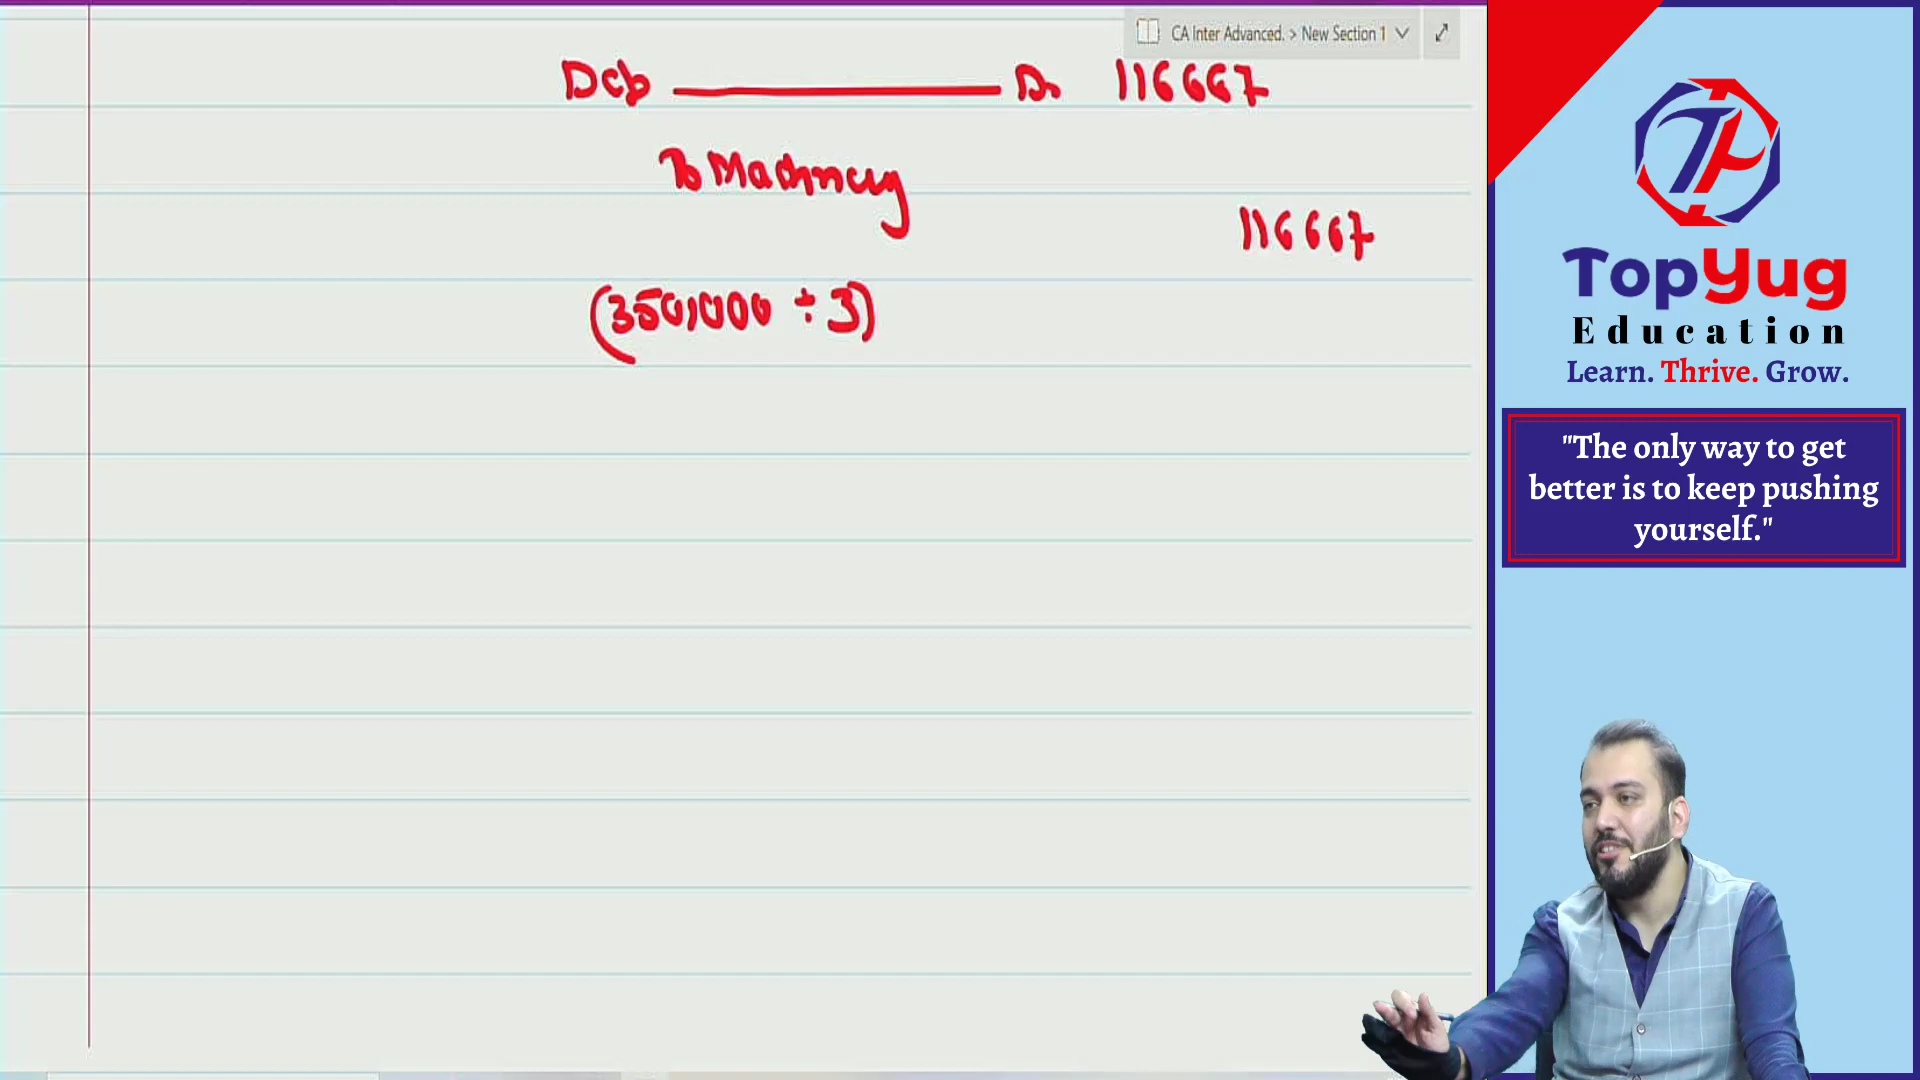 CA Inter Advanced. > New Section 1
Dep ———— Dr 116667
To Machinery
116667
(350,000 ÷ 3)
TopYug
Education
Learn. Thrive. Grow.
"The only way to get
better is to keep pushing
yourself."